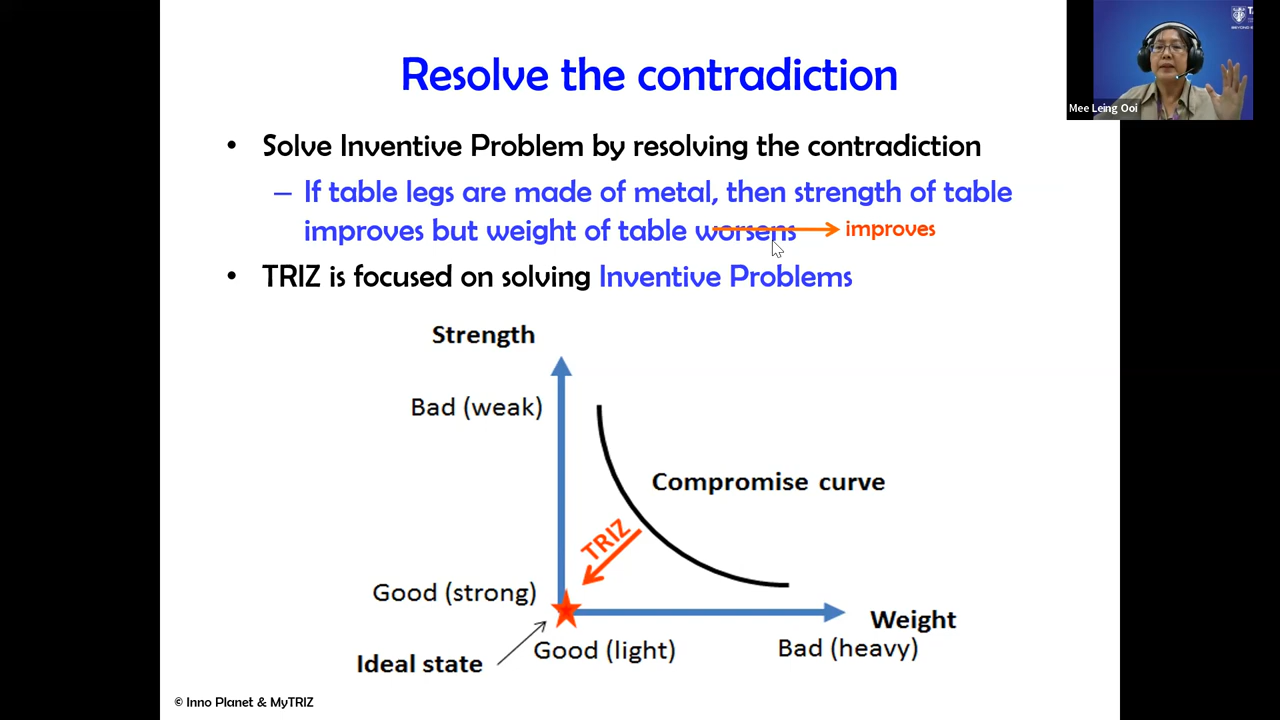 Resolve the contradiction
• Solve Inventive Problem by resolving the contradiction
– If table legs are made of metal, then strength of table
improves but weight of table worsens improves
• TRIZ is focused on solving Inventive Problems
Strength
Bad (weak)
Compromise curve
TRIZ
Good (strong)
Weight
Good (light)
Bad (heavy)
Ideal state
© Inno Planet & MyTRIZ
Mee Leing Ooi